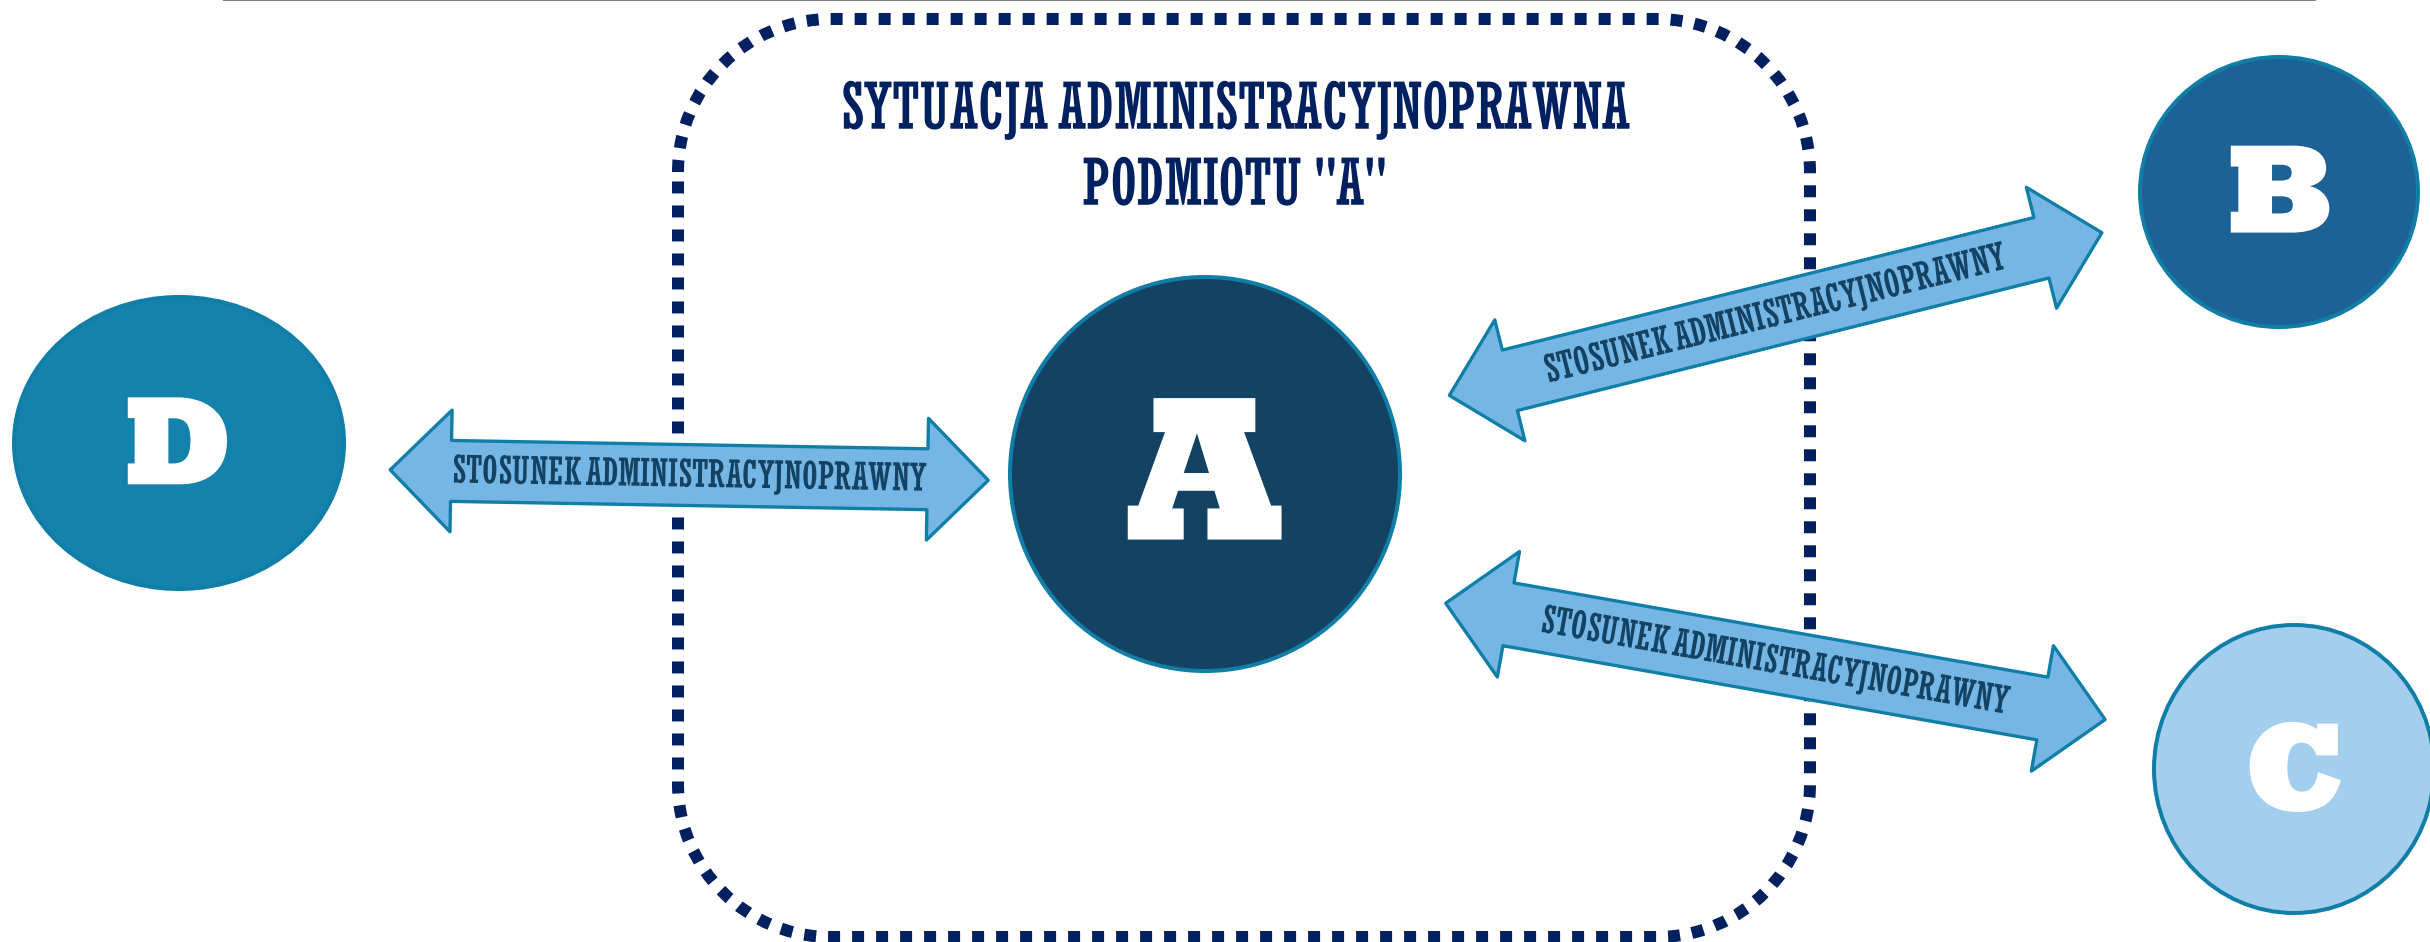 SYTUACJA ADMINISTRACYJNOPRAWNA
PODMIOTU "A"
B
STOSUNEK ADMINISTRACYJNOPRAWNY
D
STOSUNEK ADMINISTRACYJNOPRAWNY
A
STOSUNEK ADMINISTRACYJNOPRAWNY
C